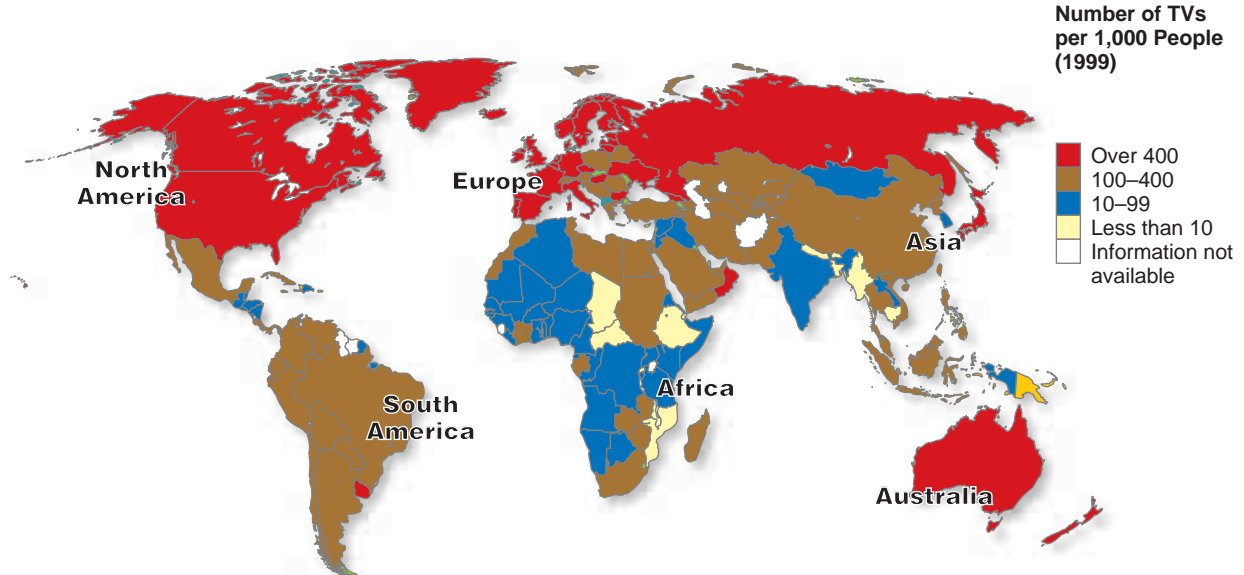 Number of TVs
per 1,000 People
(1999)
Over 400
100–400
10–99
Less than 10
Information not
available
North
America
Europe
Asia
Africa
South
America
Australia